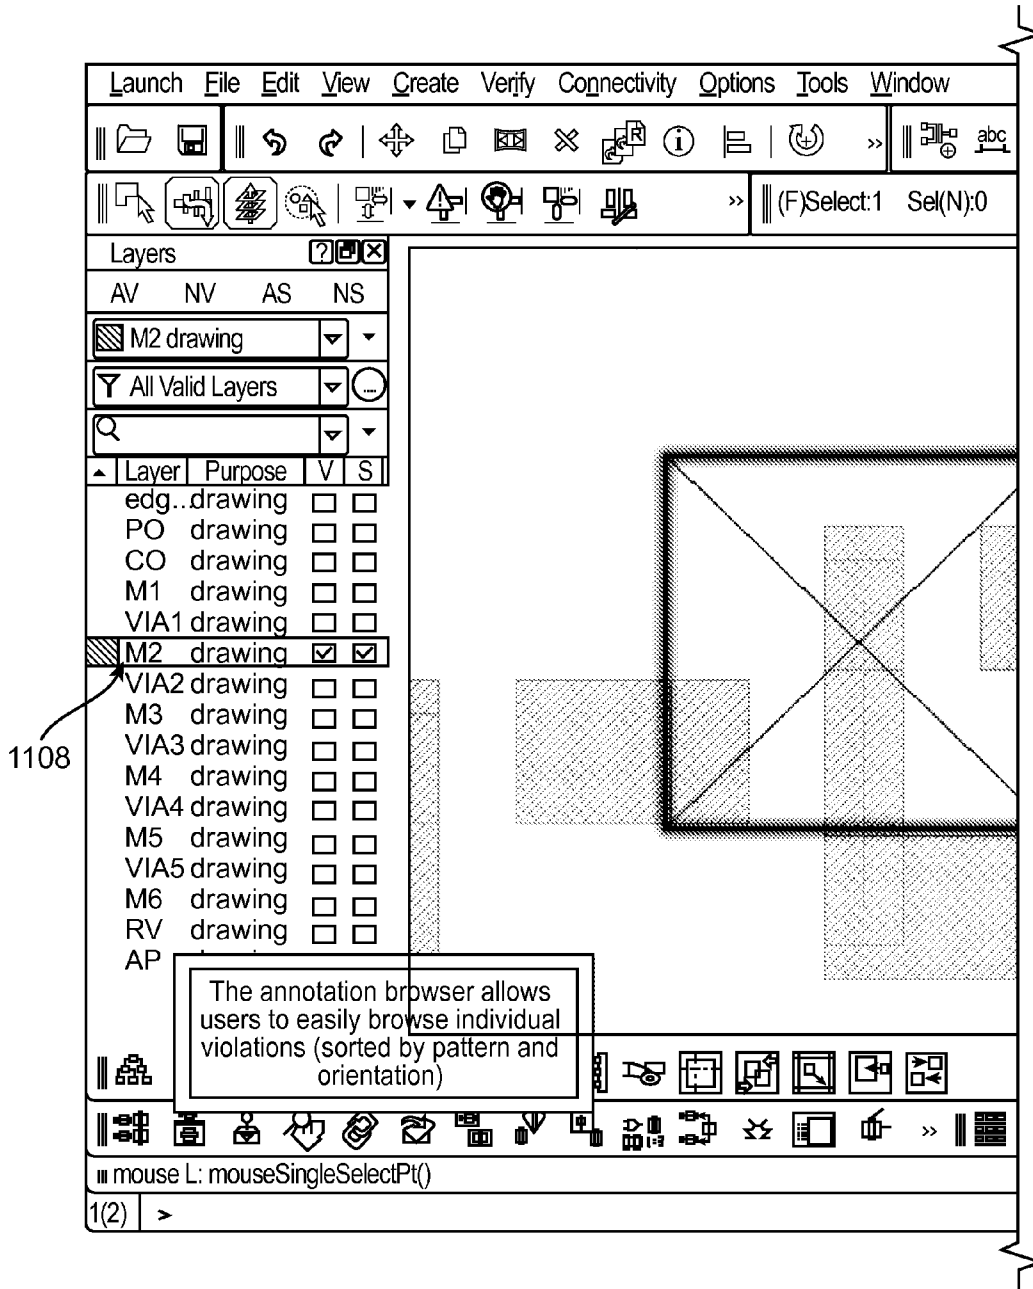 Launch File Edit View Create Verify Connectivity Options Tools Window
R
i
abc
(F)Select:1 Sel(N):0
Layers ?
AV NV AS NS
M2 drawing
All Valid Layers ...
Layer Purpose V S
edg... drawing
PO drawing
CO drawing
M1 drawing
VIA1 drawing
M2 drawing
VIA2 drawing
M3 drawing
1108
VIA3 drawing
M4 drawing
VIA4 drawing
M5 drawing
VIA5 drawing
M6 drawing
RV drawing
AP
The annotation browser allows
users to easily browse individual
violations (sorted by pattern and
orientation)
mouse L: mouseSingleSelectPt()
1(2) >